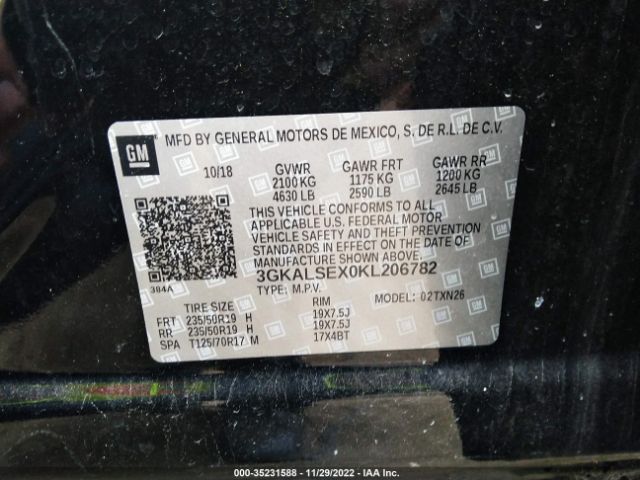 GM
MFD BY GENERAL MOTORS DE MEXICO, S. DE R.L. DE C.V.
10/18 GVWR GAWR FRT GAWR RR
2100 KG 1175 KG 1200 KG
4630 LB 2590 LB 2645 LB
THIS VEHICLE CONFORMS TO ALL
APPLICABLE U.S. FEDERAL MOTOR
VEHICLE SAFETY AND THEFT PREVENTION
STANDARDS IN EFFECT ON THE DATE OF
MANUFACTURE SHOWN ABOVE.
384A
3GKALSEX0KL206782
TYPE: M.P.V. MODEL: 02TXN26
TIRE SIZE RIM
FRT 235/50R19 H 19X7.5J
RR 235/50R19 H 19X7.5J
SPA T125/70R17 M 17X4BT
000-35231588 - 11/29/2022 - IAA Inc.